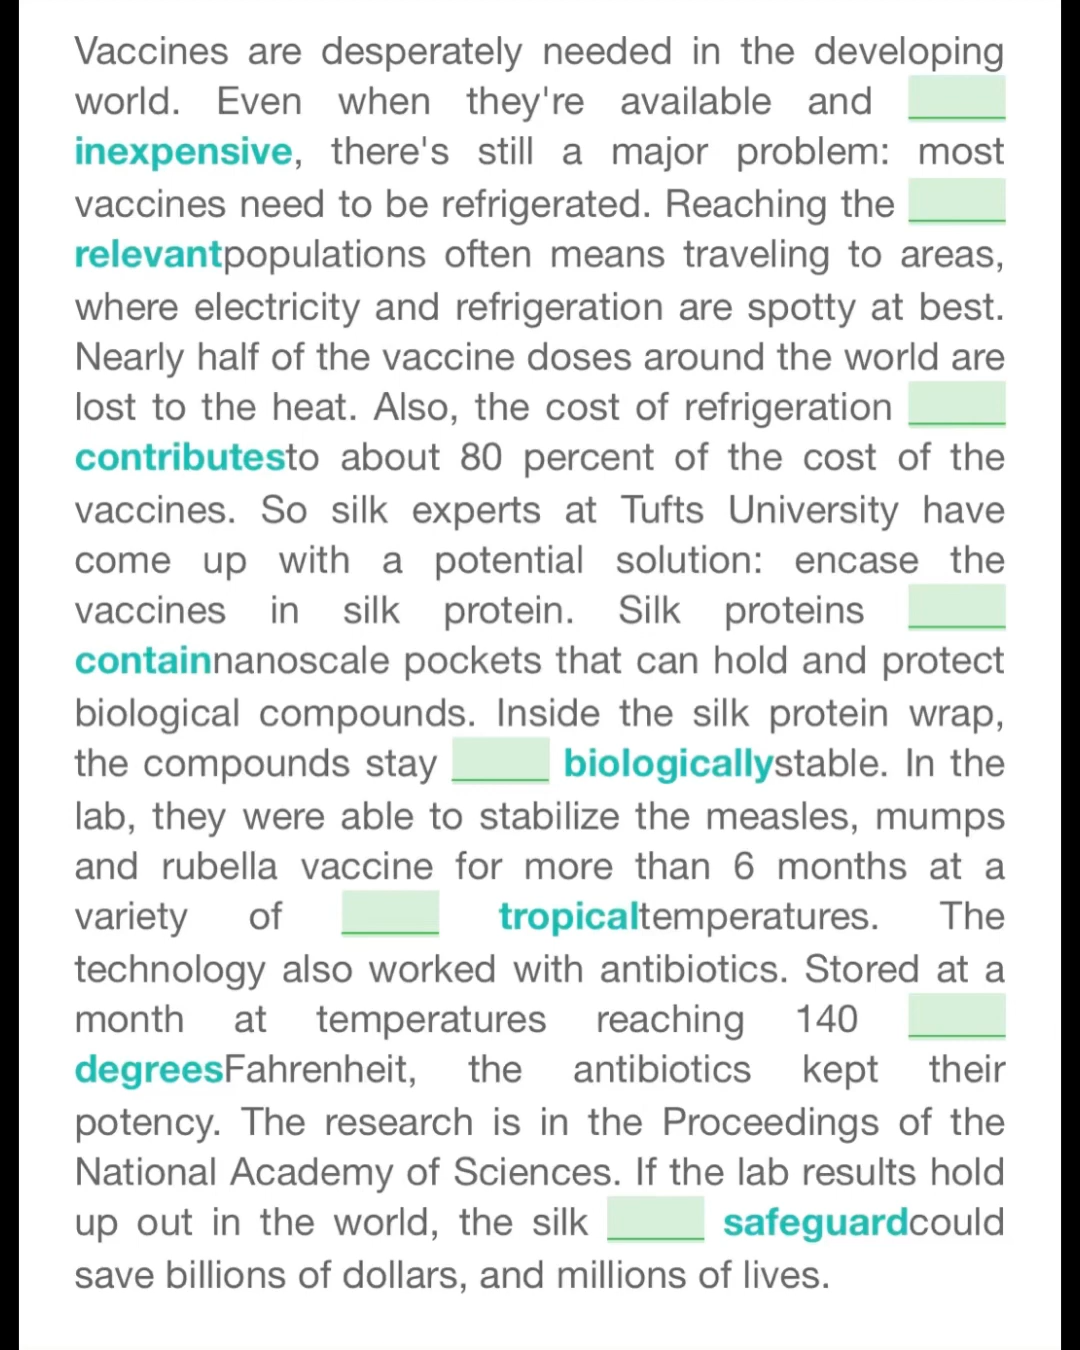 Vaccines are desperately needed in the developing
world. Even when they're available and
inexpensive, there's still a major problem: most
vaccines need to be refrigerated. Reaching the
relevantpopulations often means traveling to areas,
where electricity and refrigeration are spotty at best.
Nearly half of the vaccine doses around the world are
lost to the heat. Also, the cost of refrigeration
contributesto about 80 percent of the cost of the
vaccines. So silk experts at Tufts University have
come up with a potential solution: encase the
vaccines in silk protein. Silk proteins
containnanoscale pockets that can hold and protect
biological compounds. Inside the silk protein wrap,
the compounds stay biologicallystable. In the
lab, they were able to stabilize the measles, mumps
and rubella vaccine for more than 6 months at a
variety of tropicaltemperatures. The
technology also worked with antibiotics. Stored at a
month at temperatures reaching 140
degreesFahrenheit, the antibiotics kept their
potency. The research is in the Proceedings of the
National Academy of Sciences. If the lab results hold
up out in the world, the silk safeguardcould
save billions of dollars, and millions of lives.